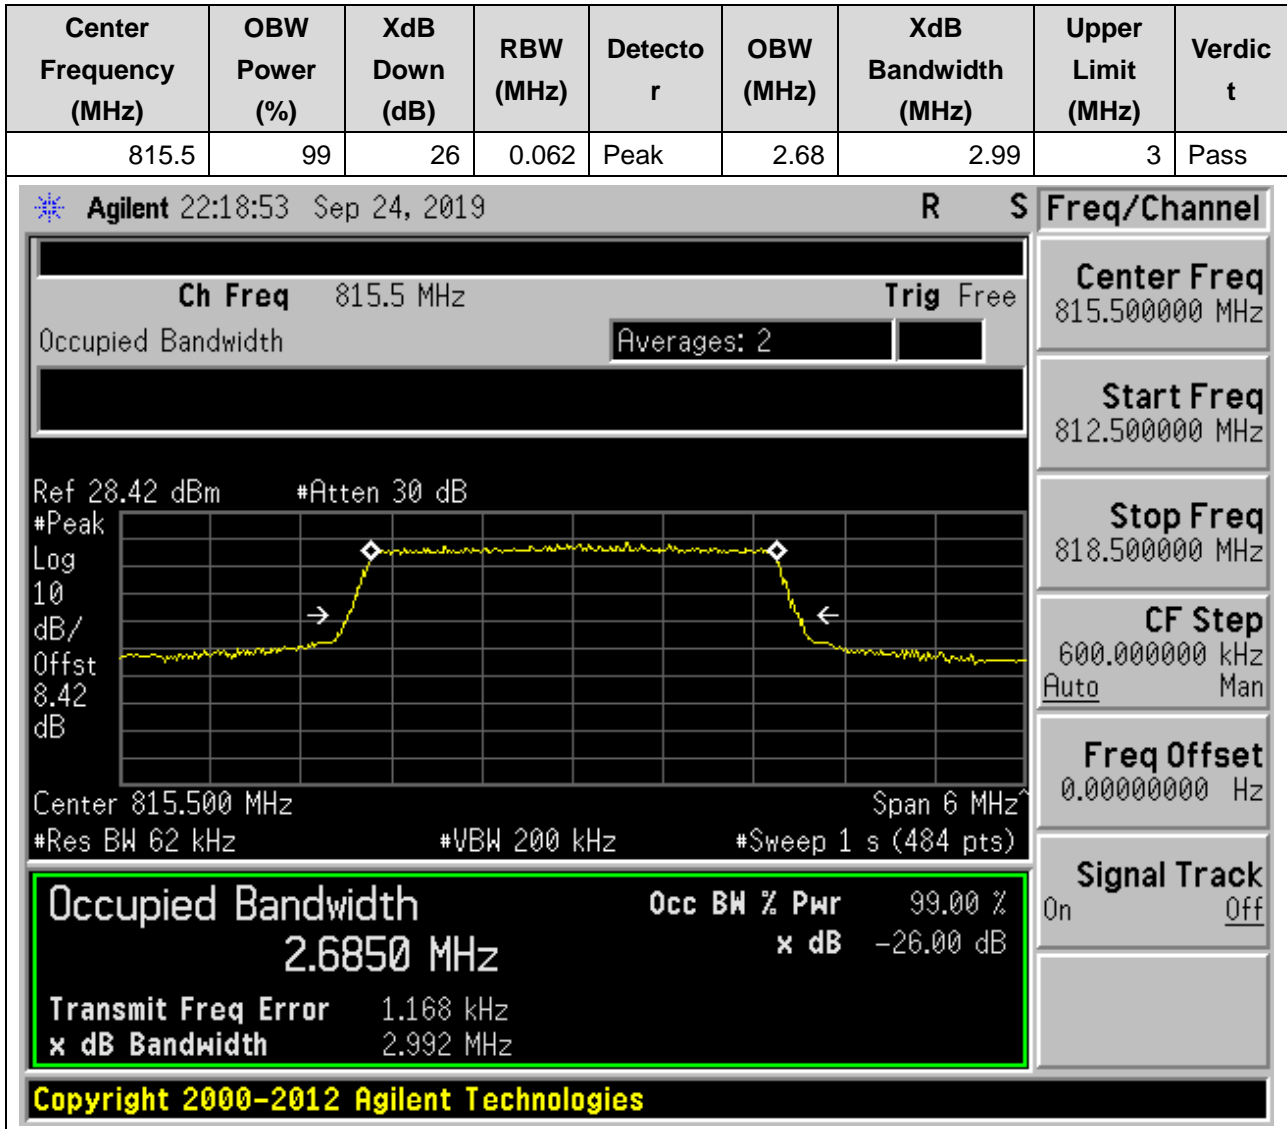 Center Frequency (MHz) OBW Power (%) XdB Down (dB) RBW (MHz) Detecto r OBW (MHz) XdB Bandwidth (MHz) Upper Limit (MHz) Verdic t
815.5 99 26 0.062 Peak 2.68 2.99 3 Pass
Agilent 22:18:53 Sep 24, 2019 R S
Ch Freq 815.5 MHz Trig Free
Occupied Bandwidth Averages: 2
Ref 28.42 dBm #Atten 30 dB
#Peak
Log
10
dB/
Offst
8.42
dB
Center 815.500 MHz Span 6 MHz^
#Res BW 62 kHz #VBW 200 kHz #Sweep 1 s (484 pts)
Occupied Bandwidth Occ BW % Pwr 99.00 %
2.6850 MHz x dB -26.00 dB
Transmit Freq Error 1.168 kHz
x dB Bandwidth 2.992 MHz
Copyright 2000-2012 Agilent Technologies
Freq/Channel
Center Freq
815.500000 MHz
Start Freq
812.500000 MHz
Stop Freq
818.500000 MHz
CF Step
600.000000 kHz
Auto Man
Freq Offset
0.00000000 Hz
Signal Track
On Off